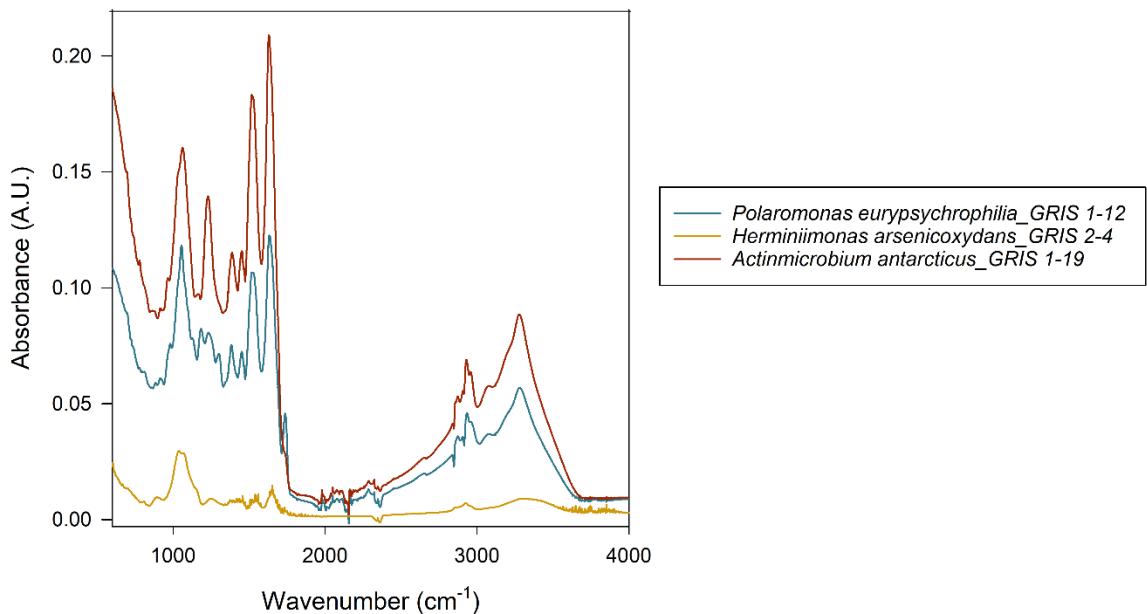 0.20
0.15
0.10
0.05
0.00
Absorbance (A.U.)
1000 2000 3000 4000
Wavenumber (cm⁻¹)
Polaromonas eurypsychrophilia_GRIS 1-12
Herminiimonas arsenicoxydans_GRIS 2-4
Actinmicrobium antarcticus_GRIS 1-19